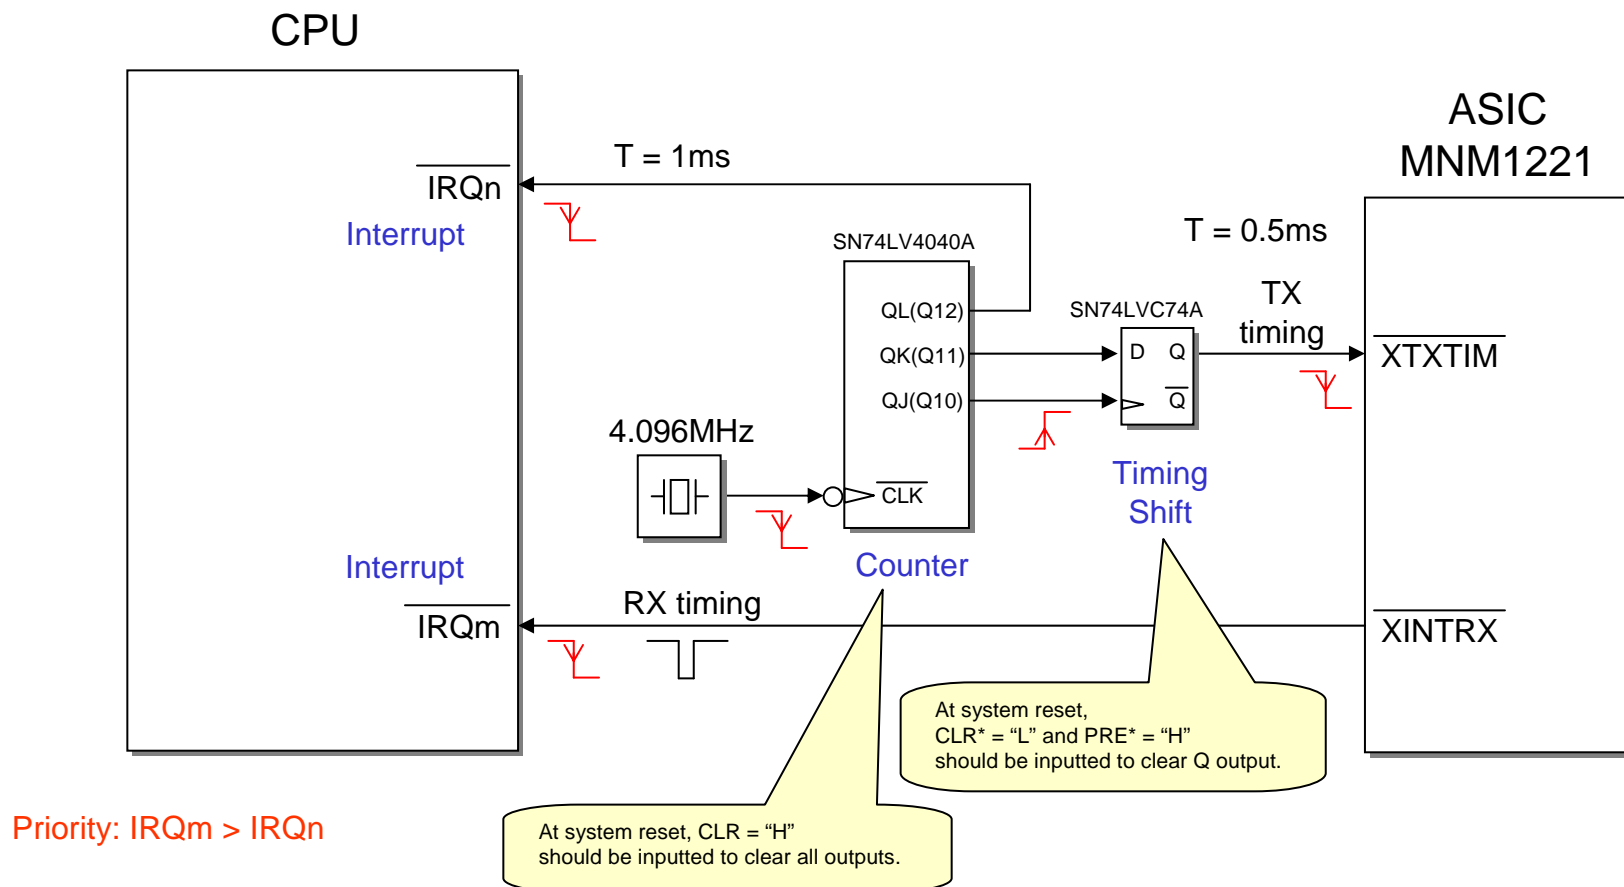 CPU
ASIC
MNM1221
T = 1ms
IRQn
Interrupt
SN74LV4040A
T = 0.5ms
QL(Q12)
SN74LVC74A
TX
timing
QK(Q11)
D Q
XTXTIM
QJ(Q10)
Q
4.096MHz
CLK
Timing
Shift
Interrupt
Counter
RX timing
IRQm
XINTRX
At system reset,
CLR* = “L” and PRE* = “H”
should be inputted to clear Q output.
Priority: IRQm > IRQn
At system reset, CLR = “H”
should be inputted to clear all outputs.